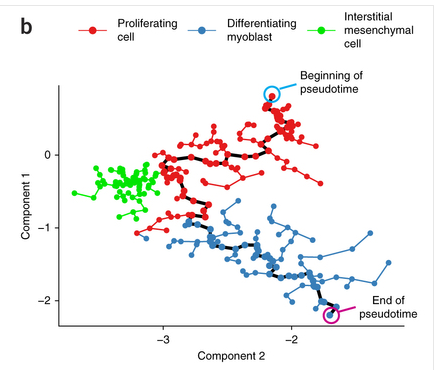 b
Proliferating
cell
Differentiating
myoblast
Interstitial
mesenchymal
cell
Beginning of
pseudotime
0
−1
−2
Component 1
End of
pseudotime
−3
−2
Component 2